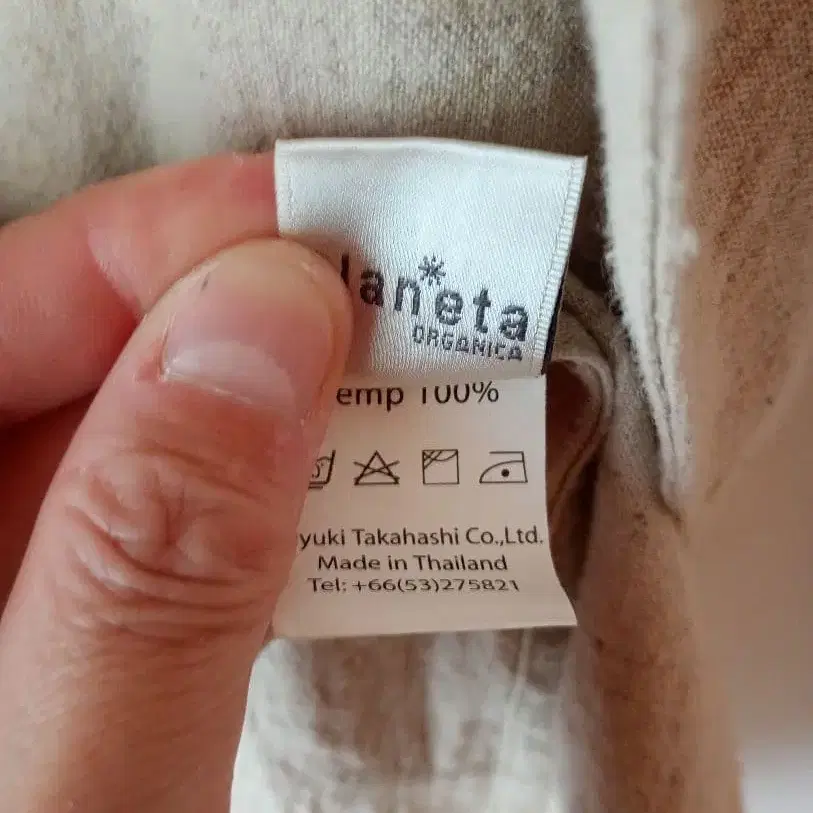 laneta
ORGANICA
emp 100%
yuki Takahashi Co.,Ltd.
Made in Thailand
Tel: +66(53)275821